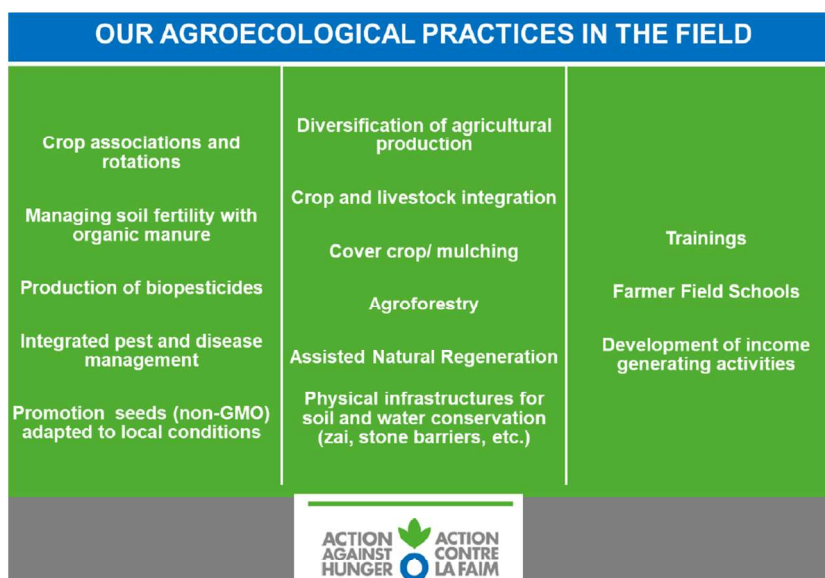 OUR AGROECOLOGICAL PRACTICES IN THE FIELD
Crop associations and
rotations
Managing soil fertility with
organic manure
Production of biopesticides
Integrated pest and disease
management
Promotion seeds (non-GMO)
adapted to local conditions
Diversification of agricultural
production
Crop and livestock integration
Cover crop/ mulching
Agroforestry
Assisted Natural Regeneration
Physical infrastructures for
soil and water conservation
(zai, stone barriers, etc.)
Trainings
Farmer Field Schools
Development of income
generating activities
ACTION
AGAINST
HUNGER
ACTION
CONTRE
LA FAIM